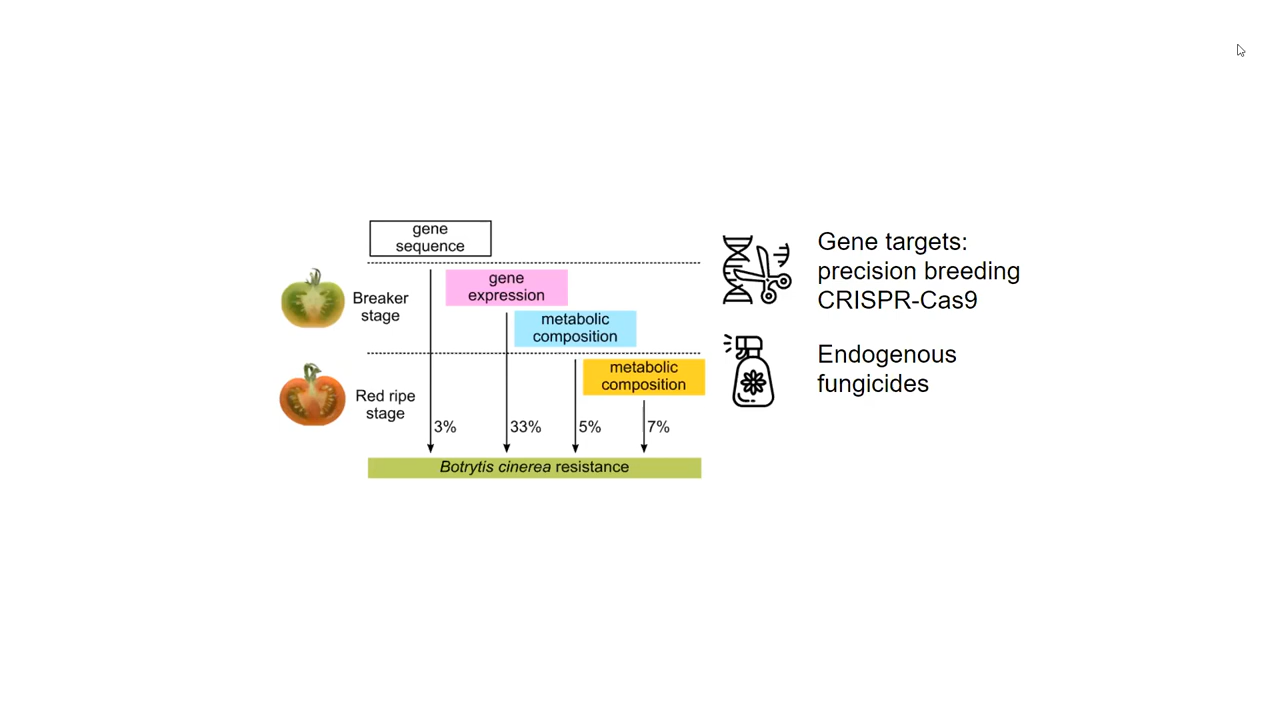 gene
sequence
gene
expression
Breaker
stage
metabolic
composition
metabolic
composition
Red ripe
stage
3%
33%
5%
7%
Botrytis cinerea resistance
Gene targets:
precision breeding
CRISPR-Cas9
Endogenous
fungicides